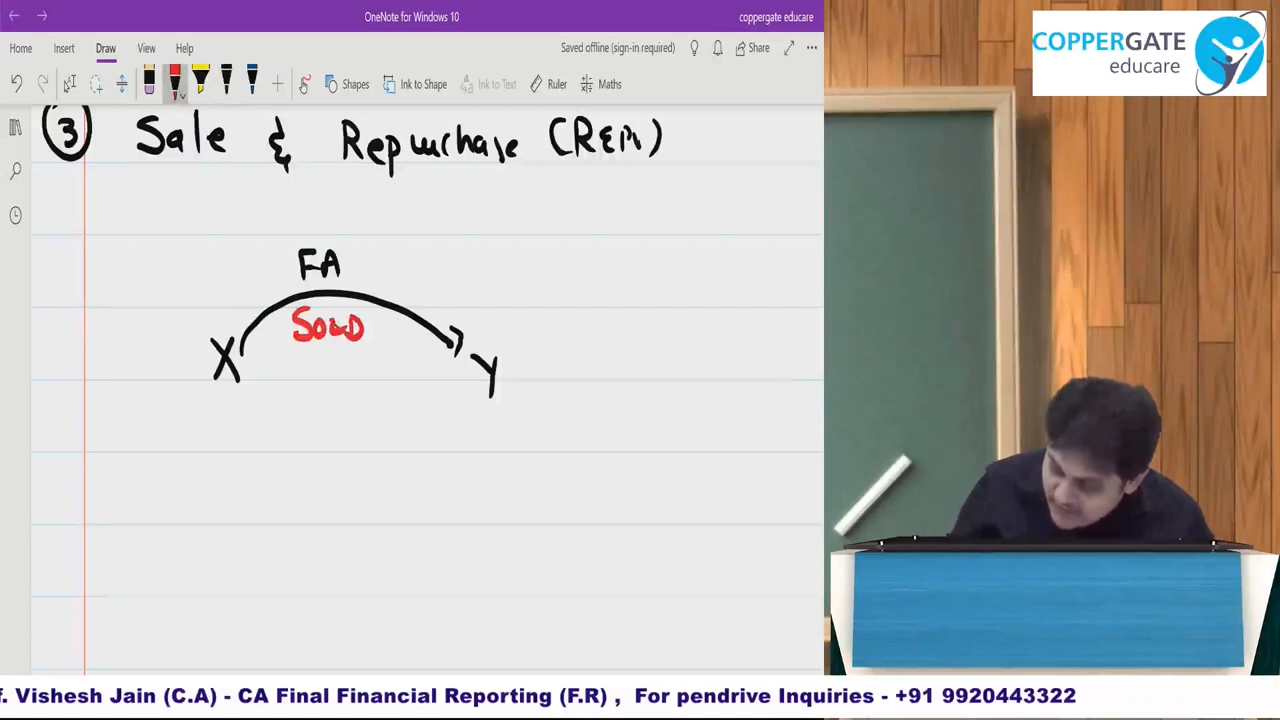 OneNote for Windows 10
coppergate educare
Home Insert Draw View Help
Saved offline (sign-in required)
Share
Shapes
Ink to Shape
Ink to Text
Ruler
Maths
COPPERGATE
educare
3 Sale & Repurchase
FA
SOLD
X
Y
f. Vishesh Jain (C.A) - CA Final Financial Reporting (F.R) , For pendrive Inquiries - +91 9920443322